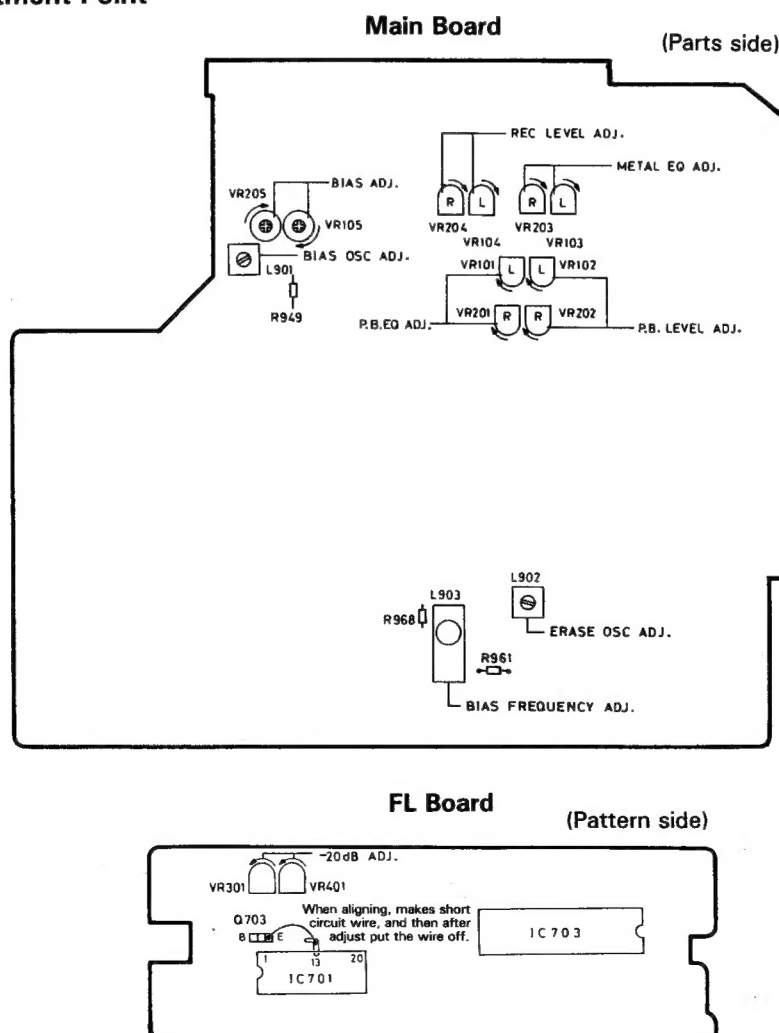 Main Board
(Parts side)
REC LEVEL ADJ.
METAL EQ ADJ.
BIAS ADJ.
VR205
VR105
R L R L
VR204 VR203
VR104 VR103
BIAS OSC ADJ.
L901
R949
VR101 L L VR102
P.B.EQ ADJ.
VR201 R R VR202
P.B. LEVEL ADJ.
L903
L902
R968
ERASE OSC ADJ.
R961
BIAS FREQUENCY ADJ.
FL Board
(Pattern side)
-20dB ADJ.
VR301
VR401
When aligning, makes short
circuit wire, and then after
adjust put the wire off.
Q703
B E
1 13 20
IC701
IC703